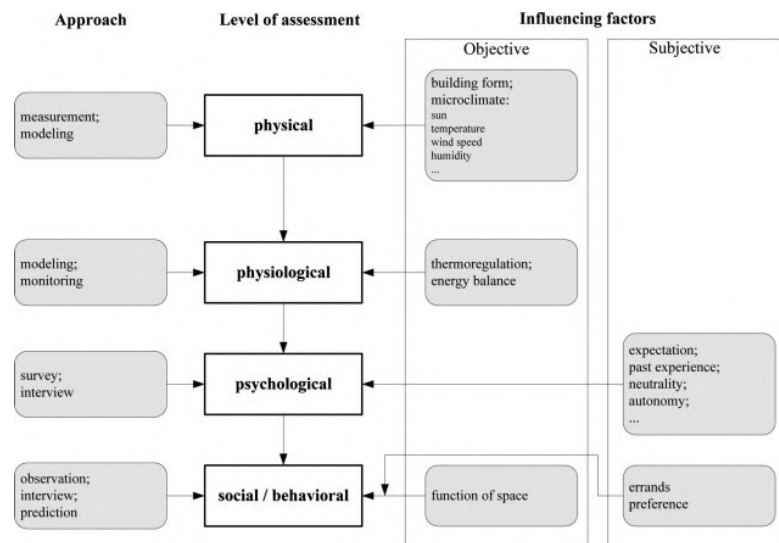 Approach
Level of assessment
Influencing factors
Objective
Subjective
measurement;
modeling
physical
building form;
microclimate:
sun
temperature
wind speed
humidity
...
modeling;
monitoring
physiological
thermoregulation;
energy balance
survey;
interview
psychological
expectation;
past experience;
neutrality;
autonomy;
...
observation;
interview;
prediction
social / behavioral
function of space
errands
preference